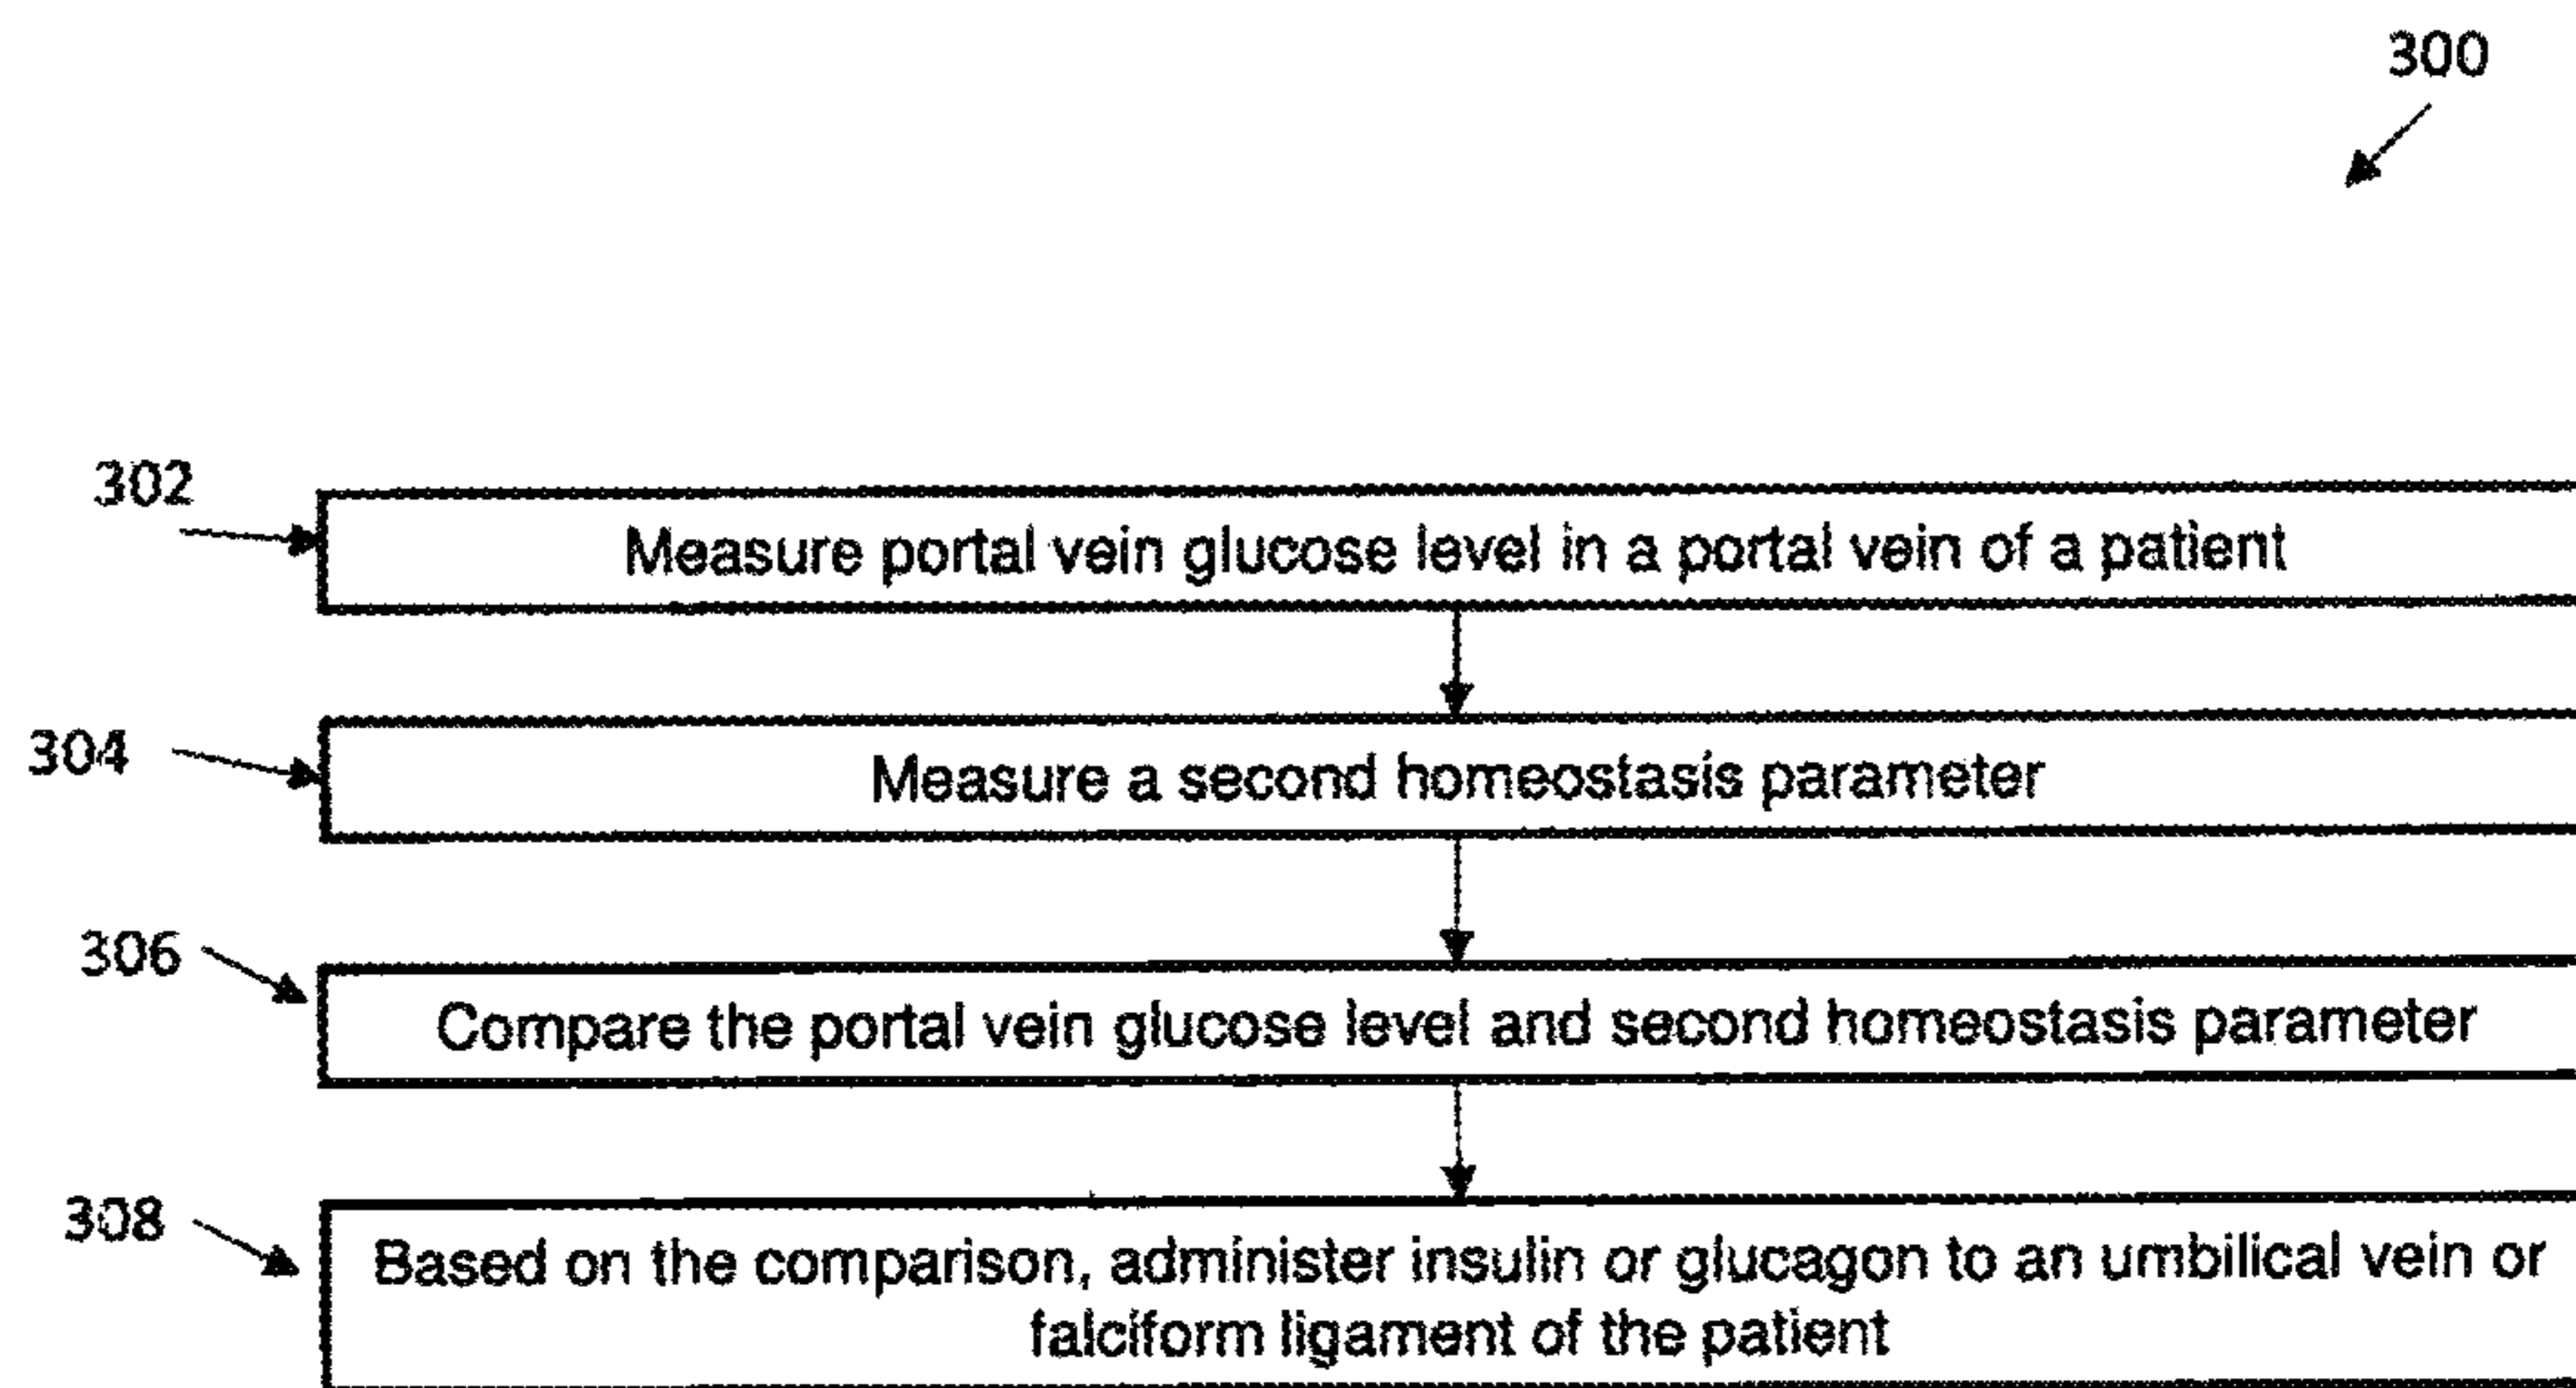 300
302
Measure portal vein glucose level in a portal vein of a patient
304
Measure a second homeostasis parameter
306
Compare the portal vein glucose level and second homeostasis parameter
308
Based on the comparison, administer insulin or glucagon to an umbilical vein or
falciform ligament of the patient